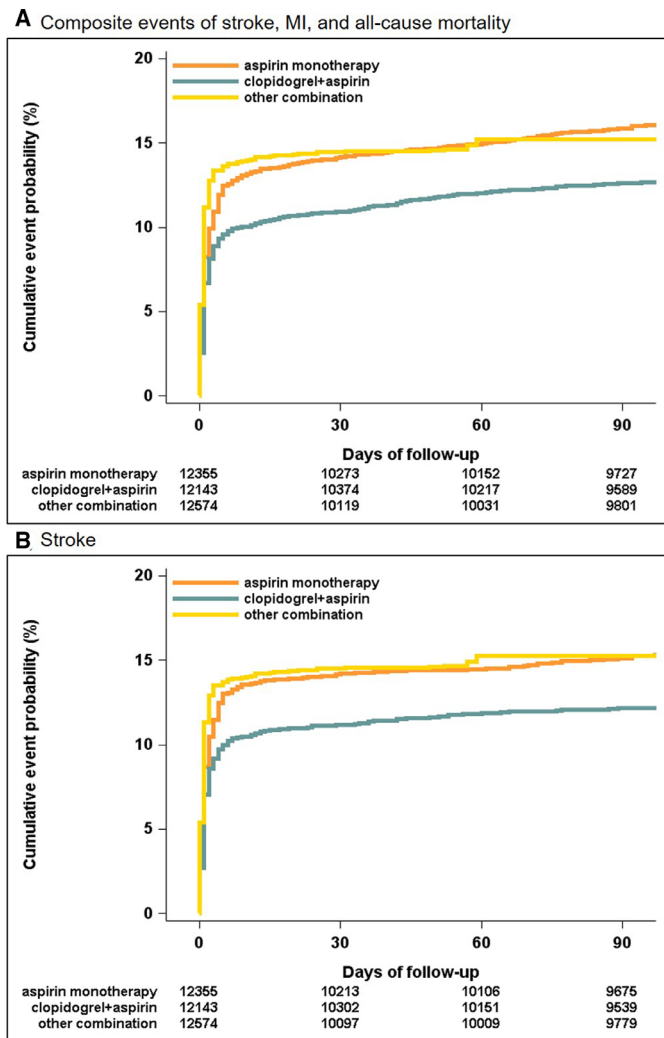 A Composite events of stroke, MI, and all-cause mortality
20
15
10
5
0
Cumulative event probability (%)
aspirin monotherapy
clopidogrel+aspirin
other combination
0 30 60 90
Days of follow-up
aspirin monotherapy 12355 10273 10152 9727
clopidogrel+aspirin 12143 10374 10217 9589
other combination 12574 10119 10031 9801
B Stroke
20
15
10
5
0
Cumulative event probability (%)
aspirin monotherapy
clopidogrel+aspirin
other combination
0 30 60 90
Days of follow-up
aspirin monotherapy 12355 10213 10106 9675
clopidogrel+aspirin 12143 10302 10151 9539
other combination 12574 10097 10009 9779